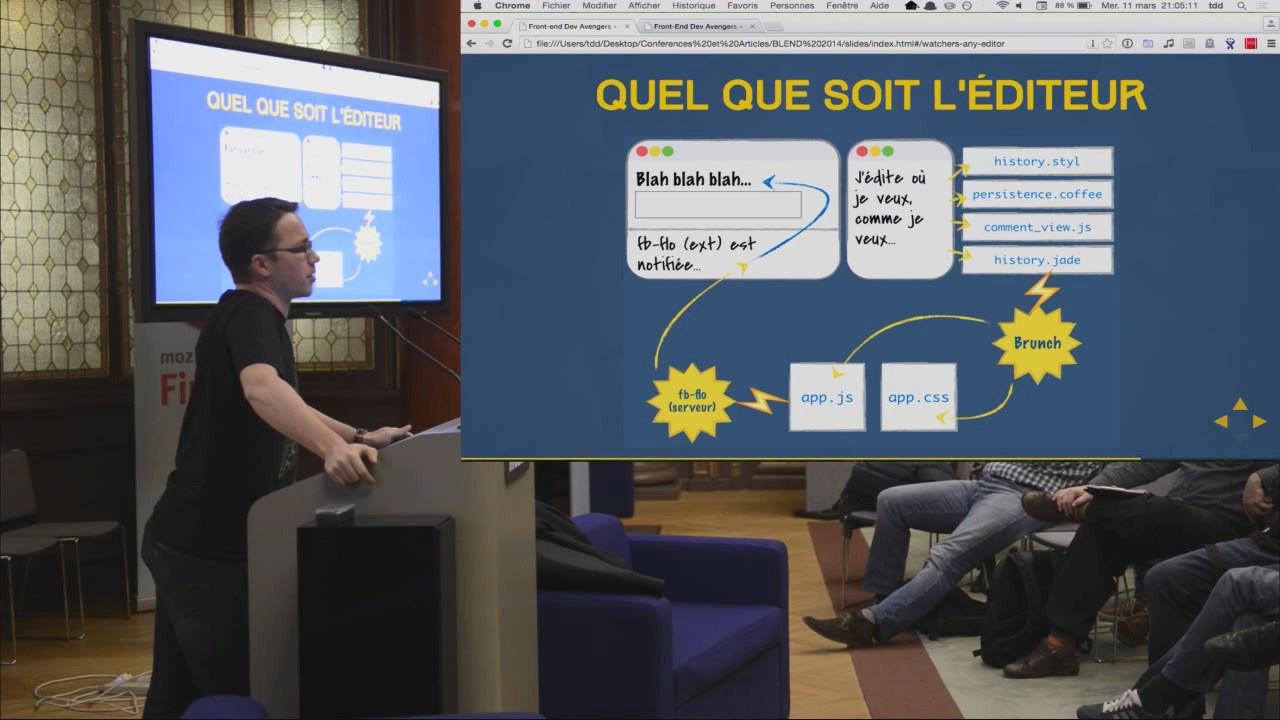 Chrome Fichier Modifier Afficher Historique Favoris Personnes Fenêtre Aide 88 % Mer. 11 mars 21:05:11 tdd
Front-end Dev Avengers - × Front-End Dev Avengers - ×
file:///Users/tdd/Desktop/Conferences%20et%20Articles/BLEND%202014/slides/index.html#/watchers-any-editor
QUEL QUE SOIT L'ÉDITEUR
Blah blah blah...
fb-flo (ext) est
notifiée...
J'édite où
je veux,
comme je
veux...
history.styl
persistence.coffee
comment_view.js
history.jade
Brunch
fb-flo
(serveur)
app.js
app.css
QUEL QUE SOIT L'ÉDITEUR
moz
Fi